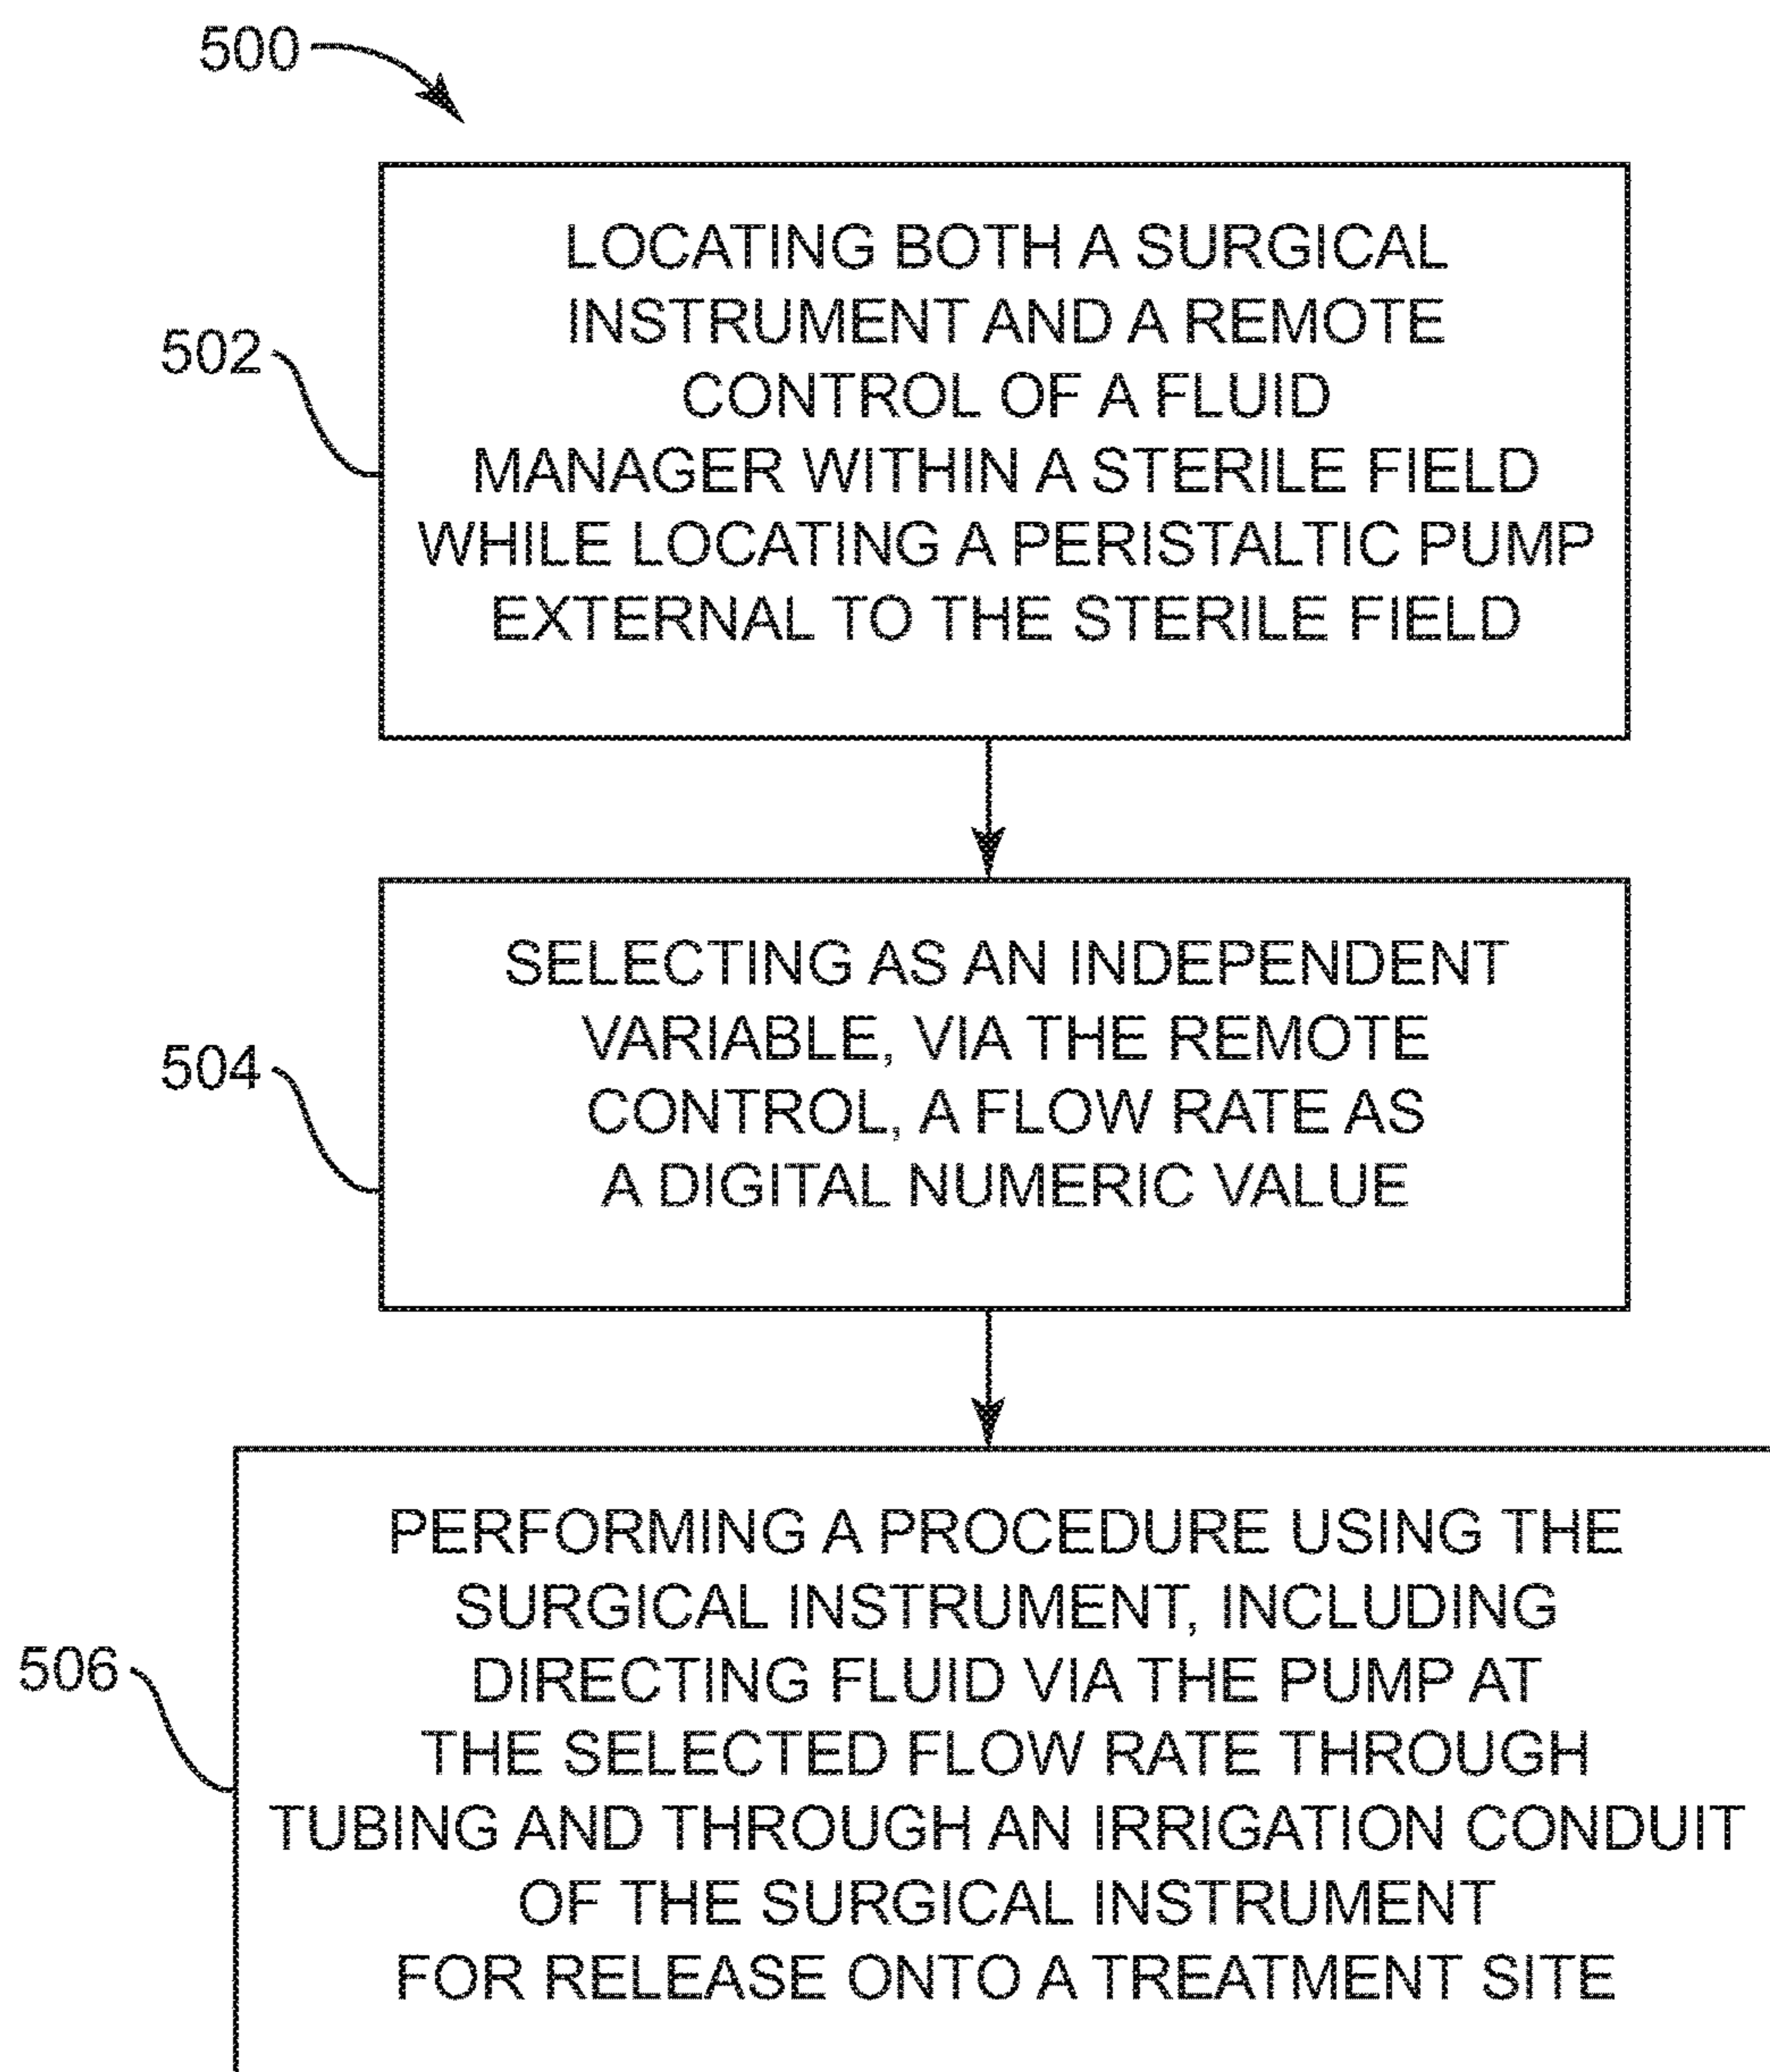 500
LOCATING BOTH A SURGICAL
INSTRUMENT AND A REMOTE
CONTROL OF A FLUID
MANAGER WITHIN A STERILE FIELD
WHILE LOCATING A PERISTALTIC PUMP
EXTERNAL TO THE STERILE FIELD
502
SELECTING AS AN INDEPENDENT
VARIABLE, VIA THE REMOTE
CONTROL, A FLOW RATE AS
A DIGITAL NUMERIC VALUE
504
PERFORMING A PROCEDURE USING THE
SURGICAL INSTRUMENT, INCLUDING
DIRECTING FLUID VIA THE PUMP AT
THE SELECTED FLOW RATE THROUGH
TUBING AND THROUGH AN IRRIGATION CONDUIT
OF THE SURGICAL INSTRUMENT
FOR RELEASE ONTO A TREATMENT SITE
506